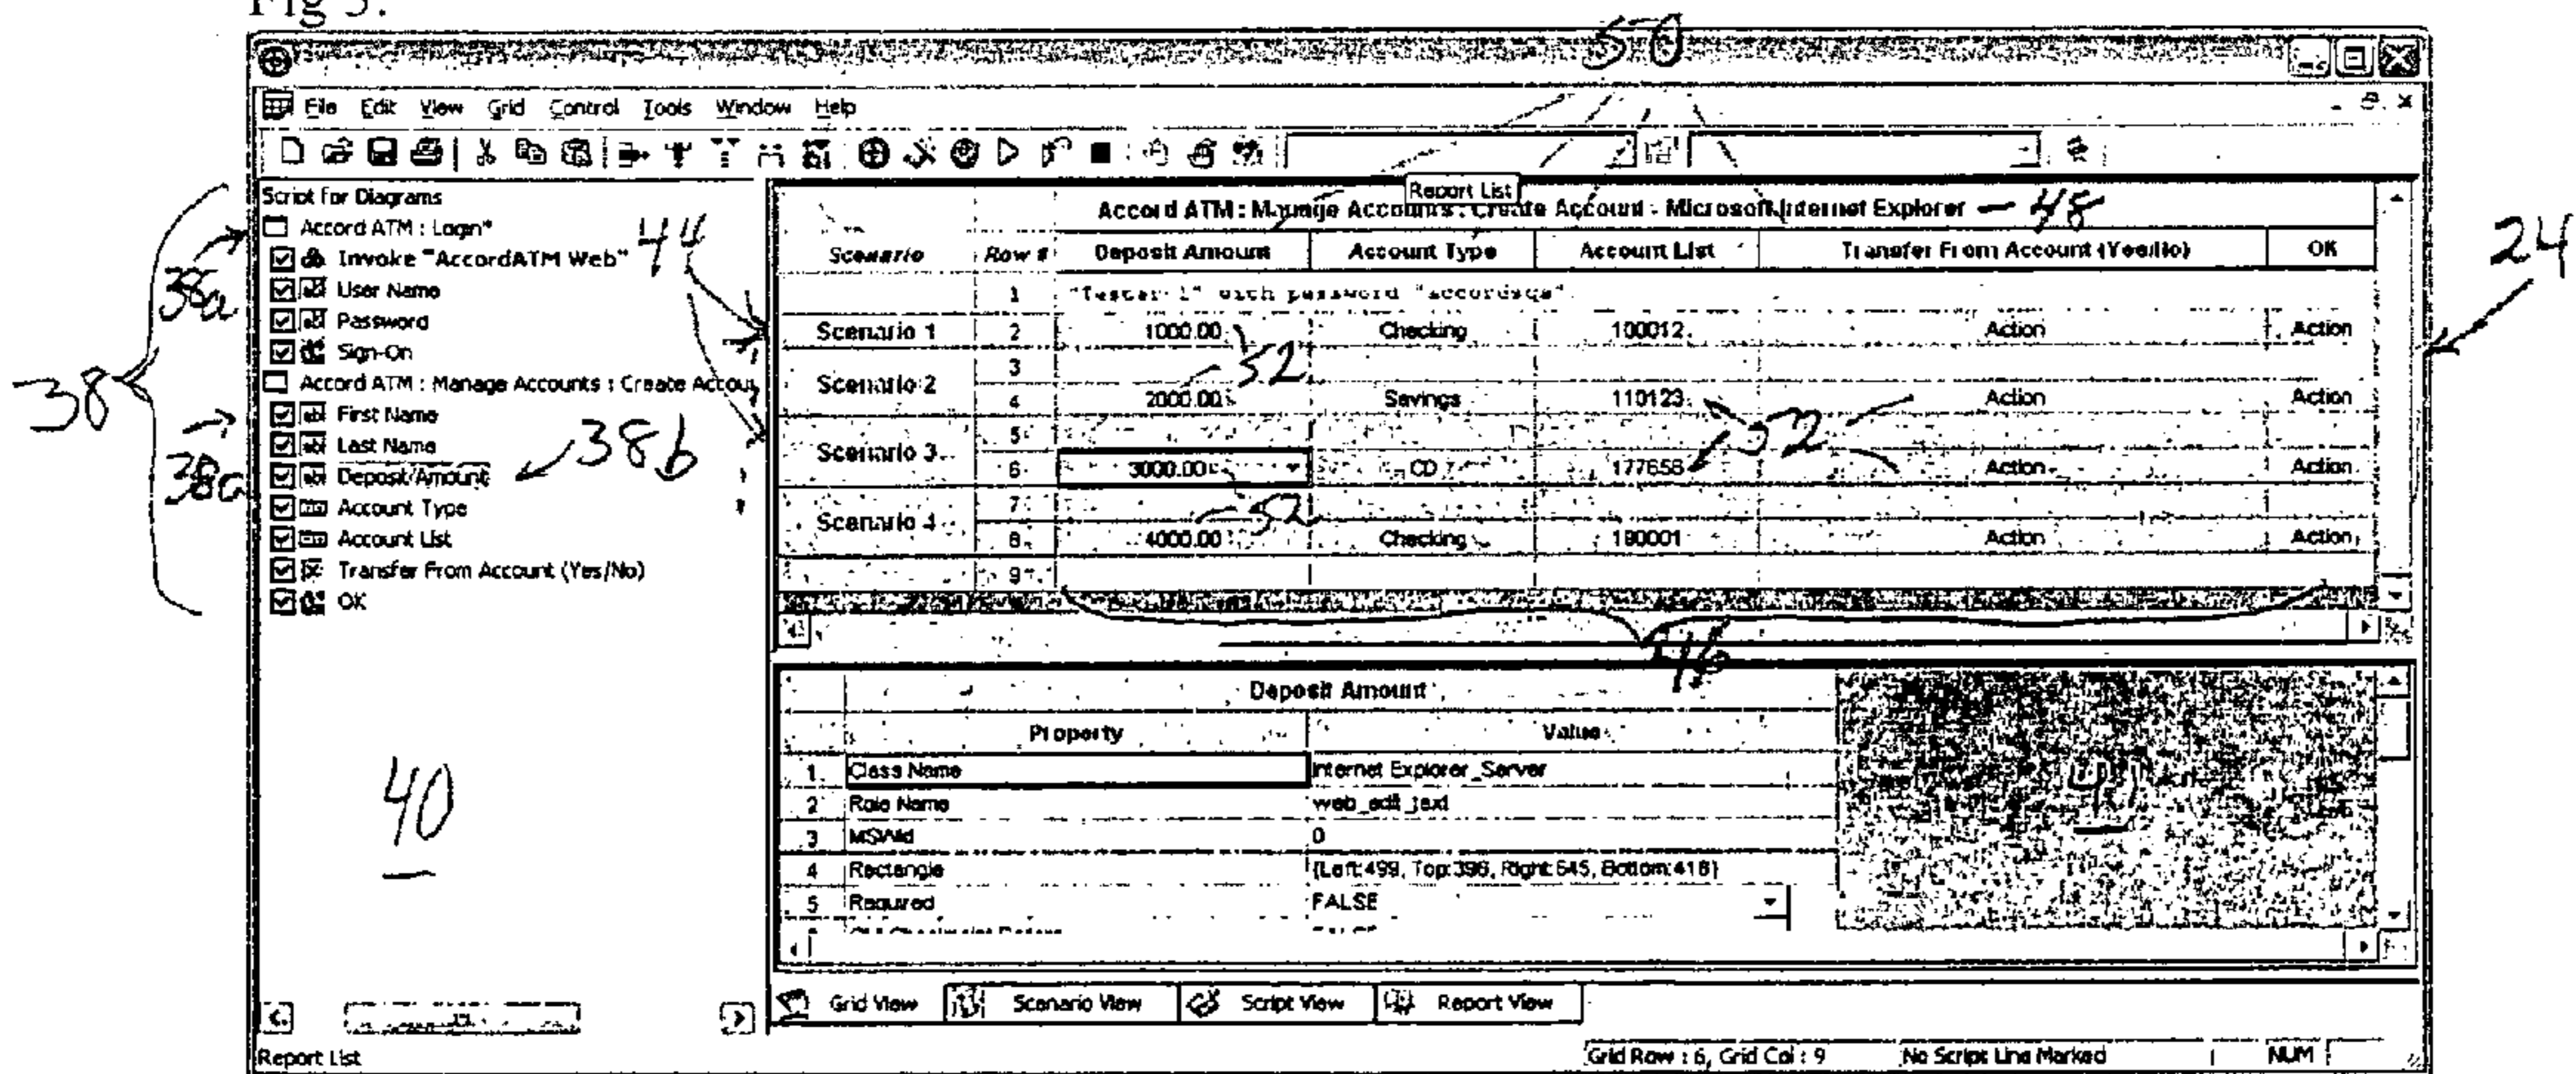 Fig 5.
50
File Edit View Grid Control Tools Window Help
Script for Diagrams
Accord ATM : Login*
Invoke "AccordATM Web"
User Name
Password
Sign-On
Accord ATM : Manage Accounts : Create Accou
First Name
Last Name
Deposit Amount
Account Type
Account List
Transfer From Account (Yes/No)
OK
38
38a
38a
38b
40
44
Report List
Accord ATM : Manage Accounts : Create Account - Microsoft Internet Explorer
48
24
Scenario Row # Deposit Amount Account Type Account List Transfer From Account (Yes/No) OK
1 "Tester-1" with password "accordsqa".
Scenario 1 2 1000.00 Checking 100012 Action Action
Scenario 2 3
4 2000.00 Savings 110123 Action Action
Scenario 3 5
6 3000.00 CD 177656 Action Action
Scenario 4 7
8 4000.00 Checking 190001 Action Action
9
52
52
52
46
Deposit Amount
Property Value
1 Class Name Internet Explorer_Server
2 Role Name web_edit_text
3 MSWid 0
4 Rectangle {Left:499, Top:396, Right:645, Bottom:418}
5 Required FALSE
Grid View Scenario View Script View Report View
Report List Grid Row : 6, Grid Col : 9 No Script Line Marked NUM